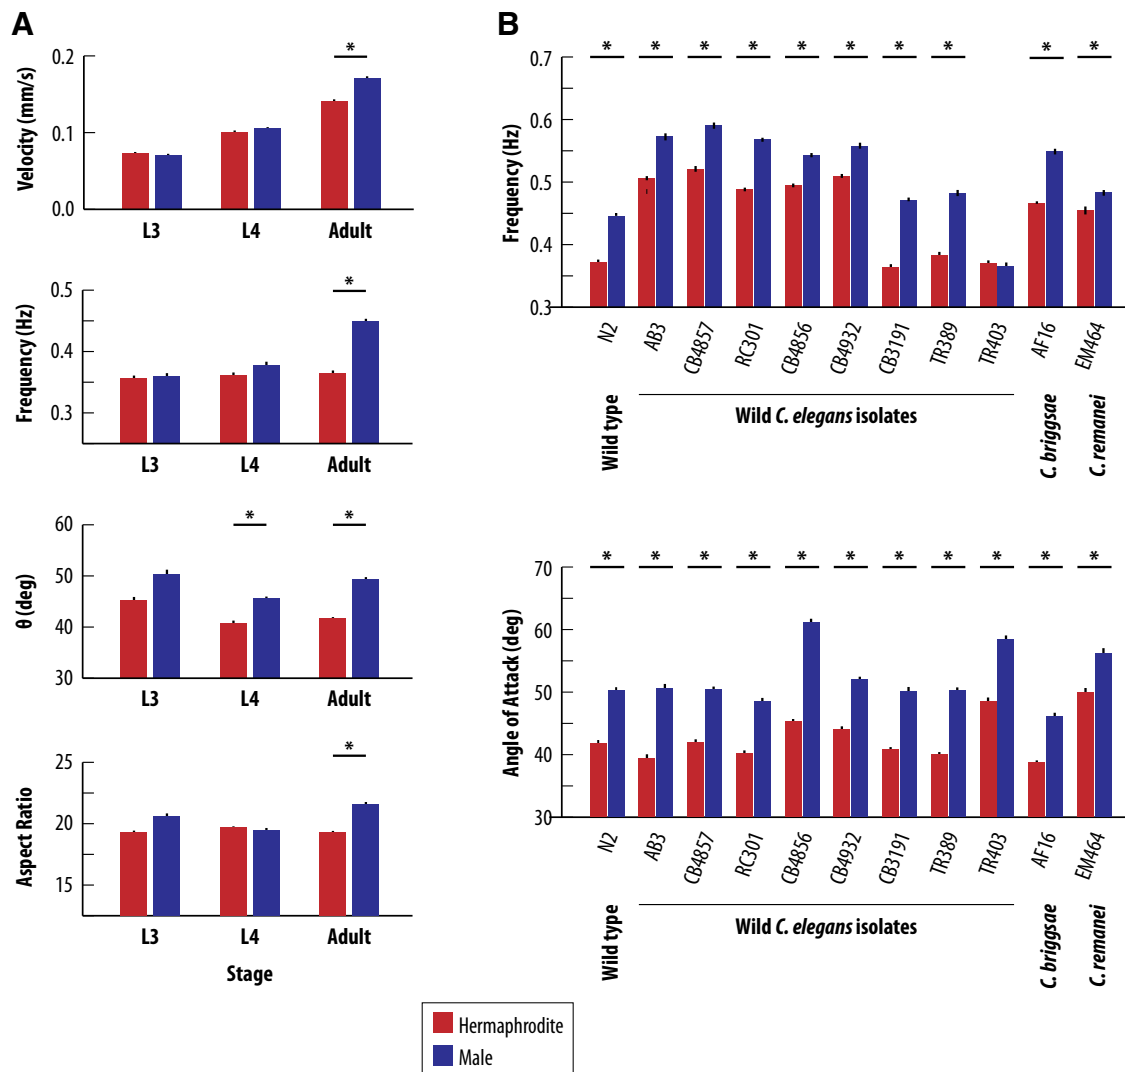 A
Velocity (mm/s)
0.2
0.1
0.0
*
L3 L4 Adult
Frequency (Hz)
0.5
0.4
0.3
*
L3 L4 Adult
θ (deg)
60
50
40
30
* *
L3 L4 Adult
Aspect Ratio
25
20
15
*
L3 L4 Adult
Stage
B
Frequency (Hz)
0.7
0.6
0.5
0.4
0.3
* * * * * * * * * *
N2 AB3 CB4857 RC301 CB4856 CB4932 CB3191 TR389 TR403 AF16 EM464
Wild type
Wild C. elegans isolates
C. briggsae
C. remanei
Angle of Attack (deg)
70
60
50
40
30
* * * * * * * * * * *
N2 AB3 CB4857 RC301 CB4856 CB4932 CB3191 TR389 TR403 AF16 EM464
Wild type
Wild C. elegans isolates
C. briggsae
C. remanei
Hermaphrodite
Male